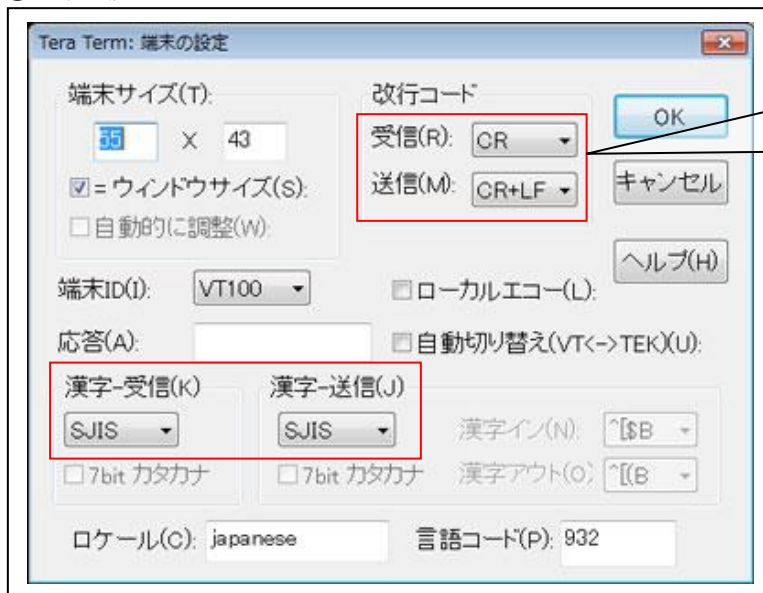 Tera Term: 端末の設定
端末サイズ(T):
55 X 43
=ウィンドウサイズ(S):
自動的に調整(W):
改行コード
受信(R): CR
送信(M): CR+LF
OK
キャンセル
ヘルプ(H)
端末ID(I): VT100
ローカルエコー(L):
応答(A):
自動切り替え(VT<->TEK)(U):
漢字-受信(K)
SJIS
7bit カタカナ
漢字-送信(J)
SJIS
7bit カタカナ
漢字イン(N): ^[$B
漢字アウト(O): ^[(B
ロケール(C): japanese
言語コード(P): 932